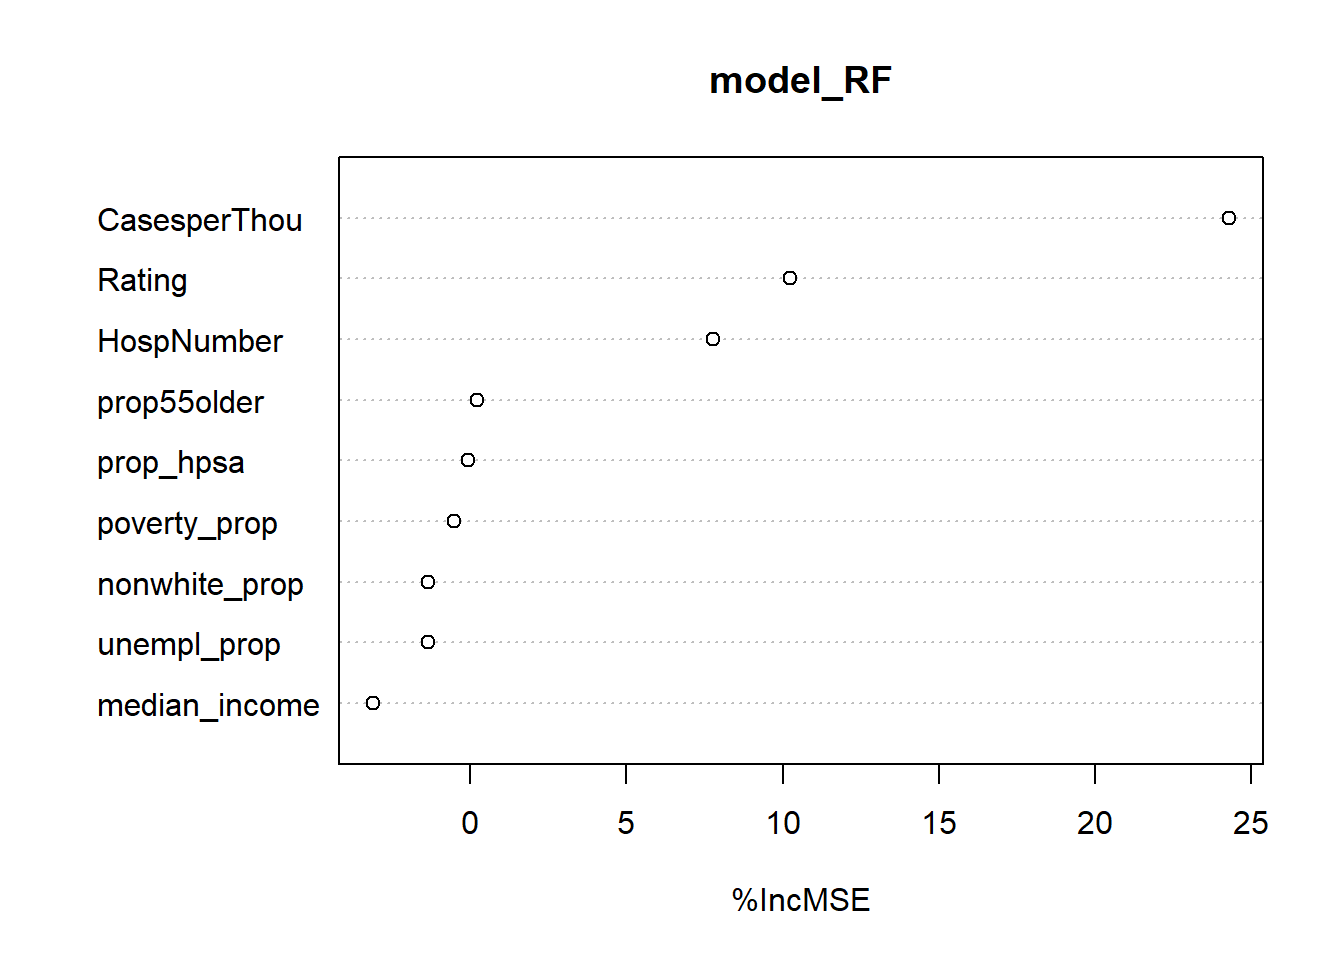 model_RF
CasesperThou
Rating
HospNumber
prop55older
prop_hpsa
poverty_prop
nonwhite_prop
unempl_prop
median_income
0 5 10 15 20 25
%IncMSE